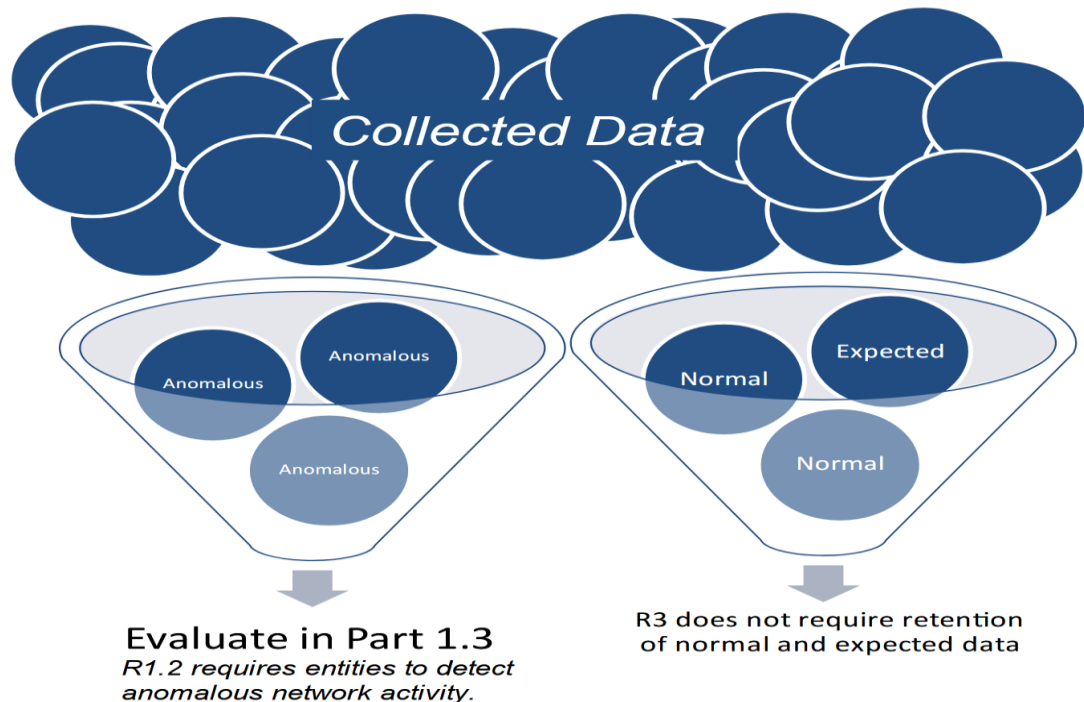 Collected Data
Anomalous
Anomalous
Anomalous
Expected
Normal
Normal
Evaluate in Part 1.3
R1.2 requires entities to detect
anomalous network activity.
R3 does not require retention
of normal and expected data